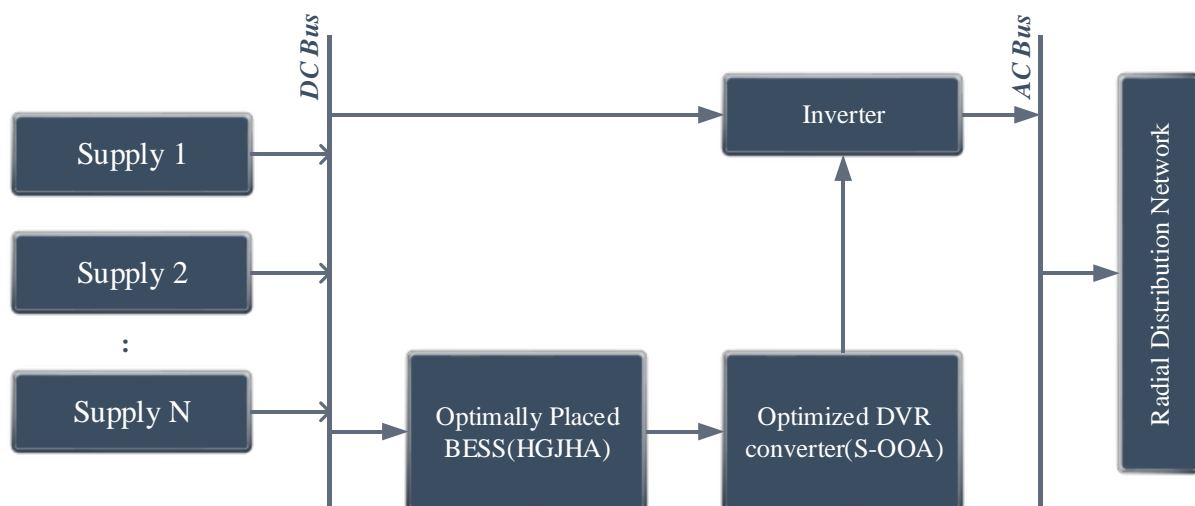 DC Bus
AC Bus
Supply 1
Inverter
Supply 2
:
Supply N
Optimally Placed
BESS(HGJHA)
Optimized DVR
converter(S-OOA)
Radial Distribution Network